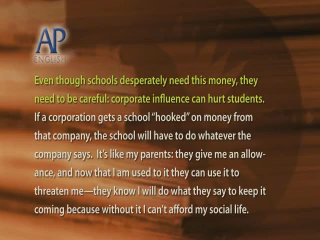 AP
ENGLISH
Even though schools desperately need this money, they
need to be careful: corporate influence can hurt students.
If a corporation gets a school “hooked” on money from
that company, the school will have to do whatever the
company says. It’s like my parents: they give me an allow-
ance, and now that I am used to it they can use it to
threaten me—they know I will do what they say to keep it
coming because without it I can’t afford my social life.